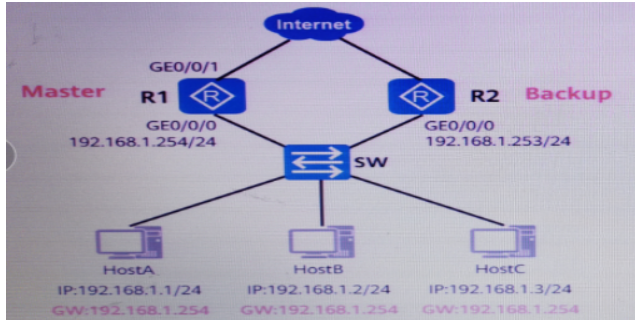 Internet
GE0/0/1
Master R1 R2 Backup
GE0/0/0 GE0/0/0
192.168.1.254/24 192.168.1.253/24
SW
HostA HostB HostC
IP:192.168.1.1/24 IP:192.168.1.2/24 IP:192.168.1.3/24
GW:192.168.1.254 GW:192.168.1.254 GW:192.168.1.254